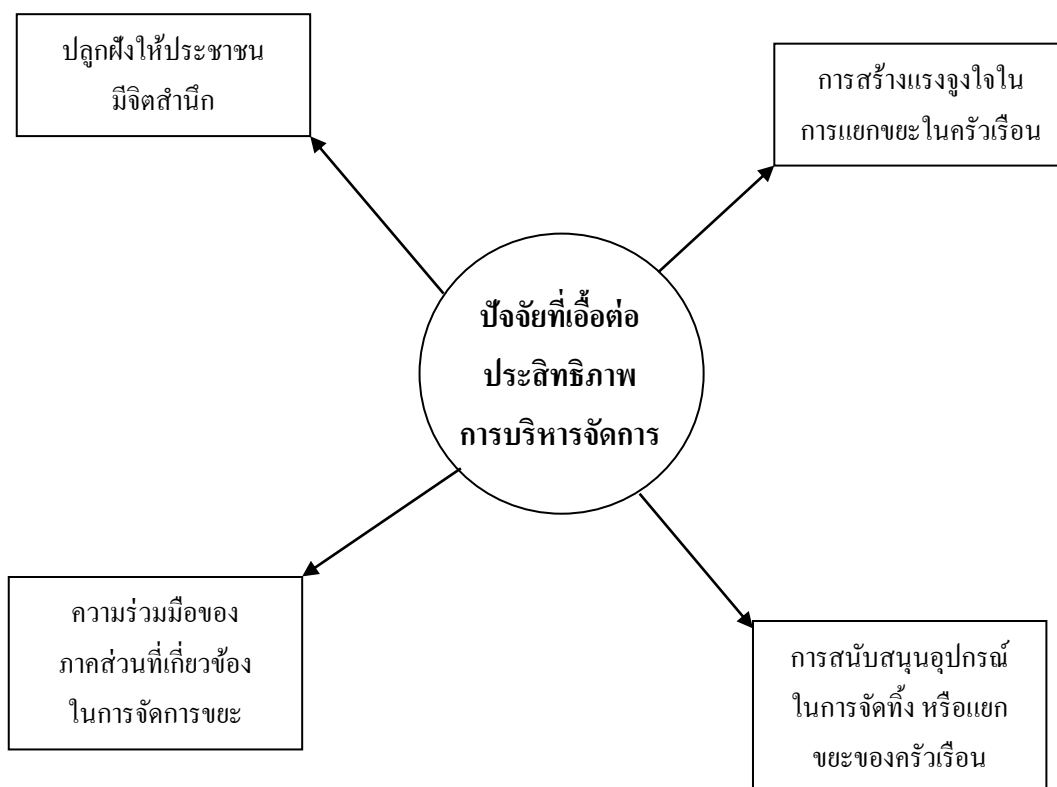 ปลูกฝังให้ประชาชน
มีจิตสำนึก
การสร้างแรงจูงใจใน
การแยกขยะในครัวเรือน
ปัจจัยที่เอื้อต่อ
ประสิทธิภาพ
การบริหารจัดการ
ความร่วมมือของ
ภาคส่วนที่เกี่ยวข้อง
ในการจัดการขยะ
การสนับสนุนอุปกรณ์
ในการจัดทิ้ง หรือแยก
ขยะของครัวเรือน